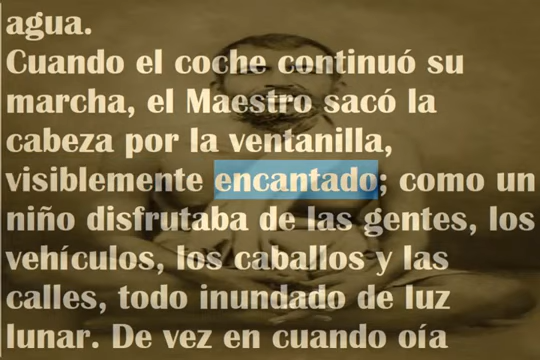 agua.
Cuando el coche continuó su
marcha, el Maestro sacó la
cabeza por la ventanilla,
visiblemente encantado; como un
niño disfrutaba de las gentes, los
vehículos, los caballos y las
calles, todo inundado de luz
lunar. De vez en cuando oía